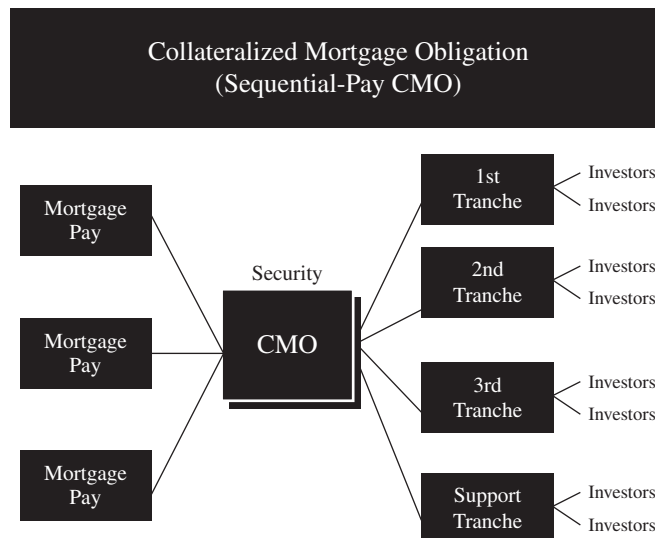 Collateralized Mortgage Obligation
(Sequential-Pay CMO)
Mortgage
Pay
Mortgage
Pay
Mortgage
Pay
Security
CMO
1st
Tranche
Investors
Investors
2nd
Tranche
Investors
Investors
3rd
Tranche
Investors
Investors
Support
Tranche
Investors
Investors